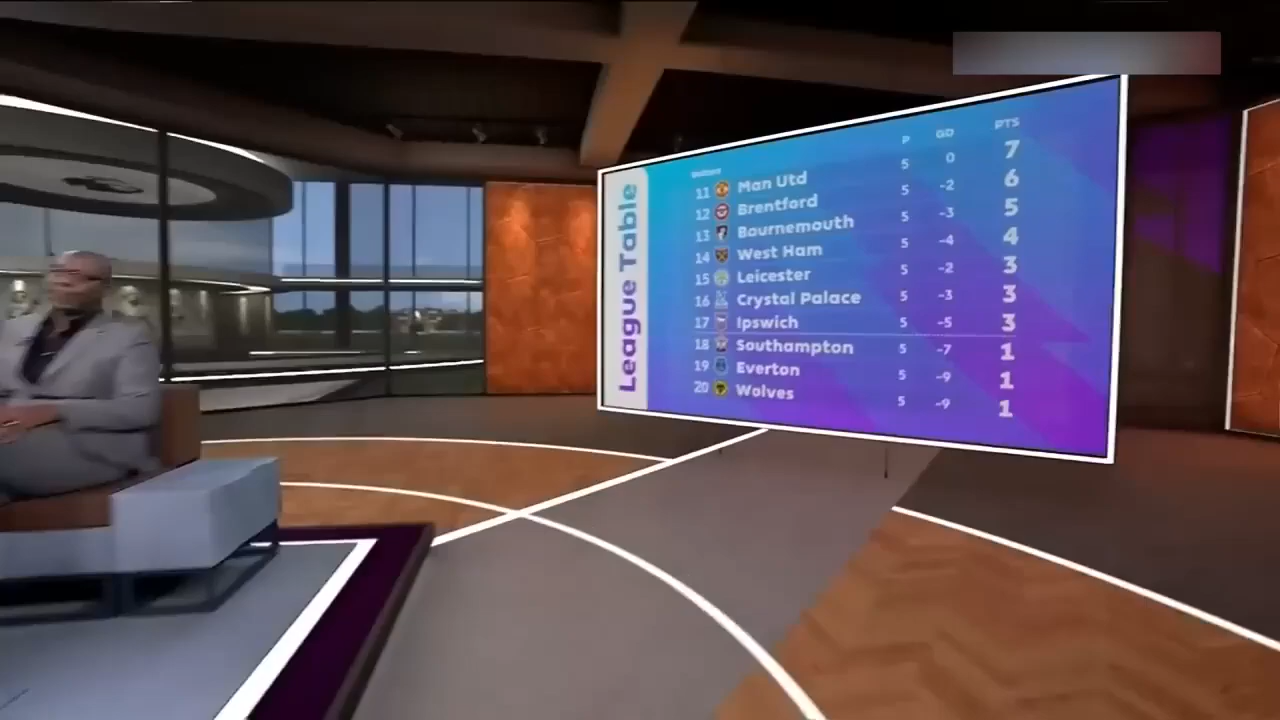 League Table
P GD PTS
11 Man Utd 5 0 7
12 Brentford 5 -2 6
13 Bournemouth 5 -3 5
14 West Ham 5 -4 4
15 Leicester 5 -2 3
16 Crystal Palace 5 -3 3
17 Ipswich 5 -5 3
18 Southampton 5 -7 1
19 Everton 5 -9 1
20 Wolves 5 -9 1